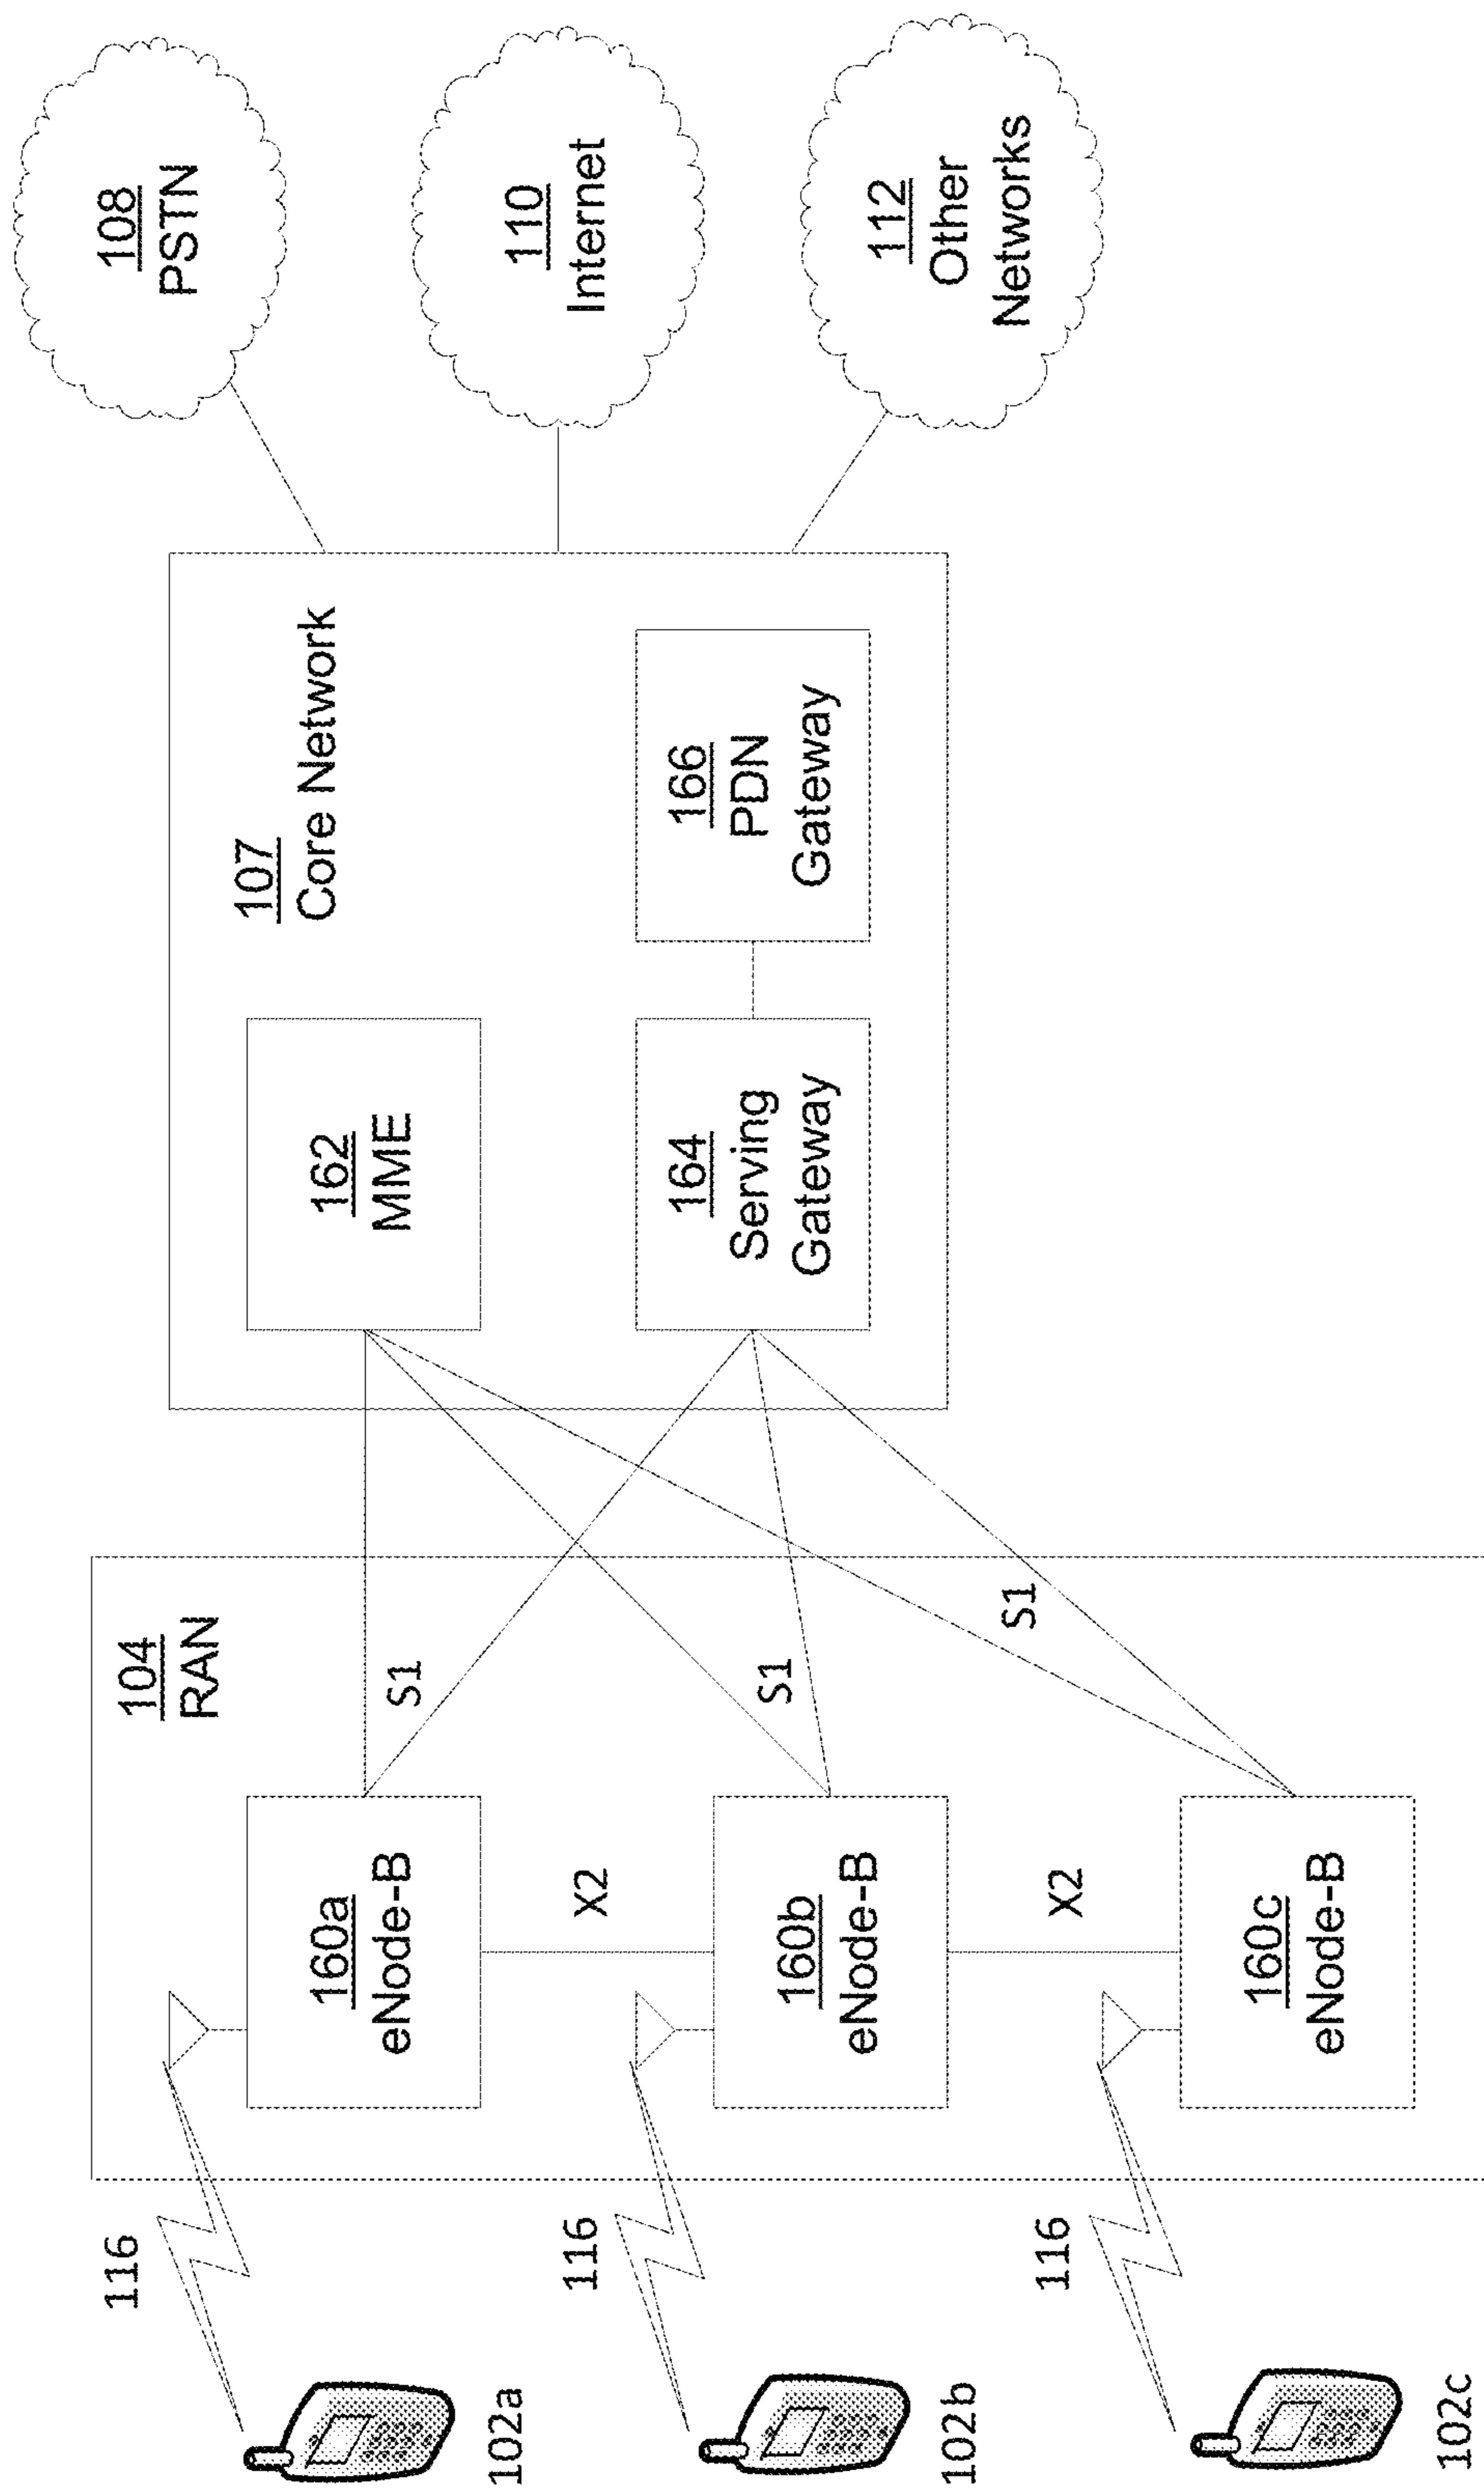 116
102a
116
102b
116
102c
104
RAN
160a
eNode-B
X2
160b
eNode-B
X2
160c
eNode-B
S1
S1
S1
107
Core Network
162
MME
164
Serving
Gateway
166
PDN
Gateway
108
PSTN
110
Internet
112
Other
Networks